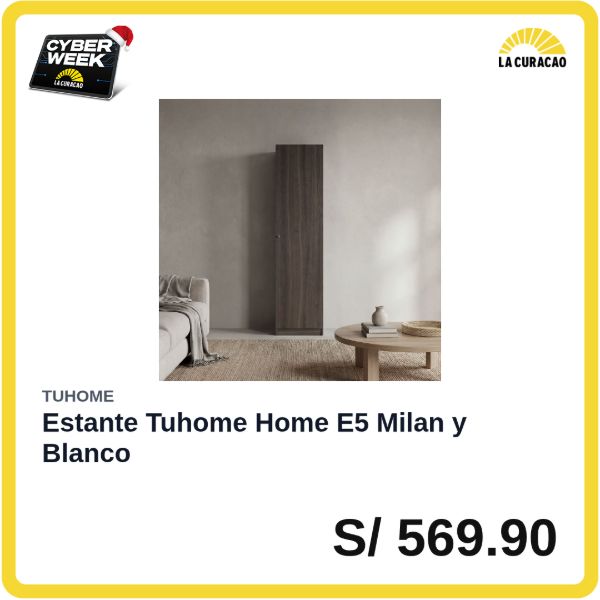 CYBER
WEEK
LA CURACAO
LA CURACAO
TUHOME
Estante Tuhome Home E5 Milan y
Blanco
S/ 569.90